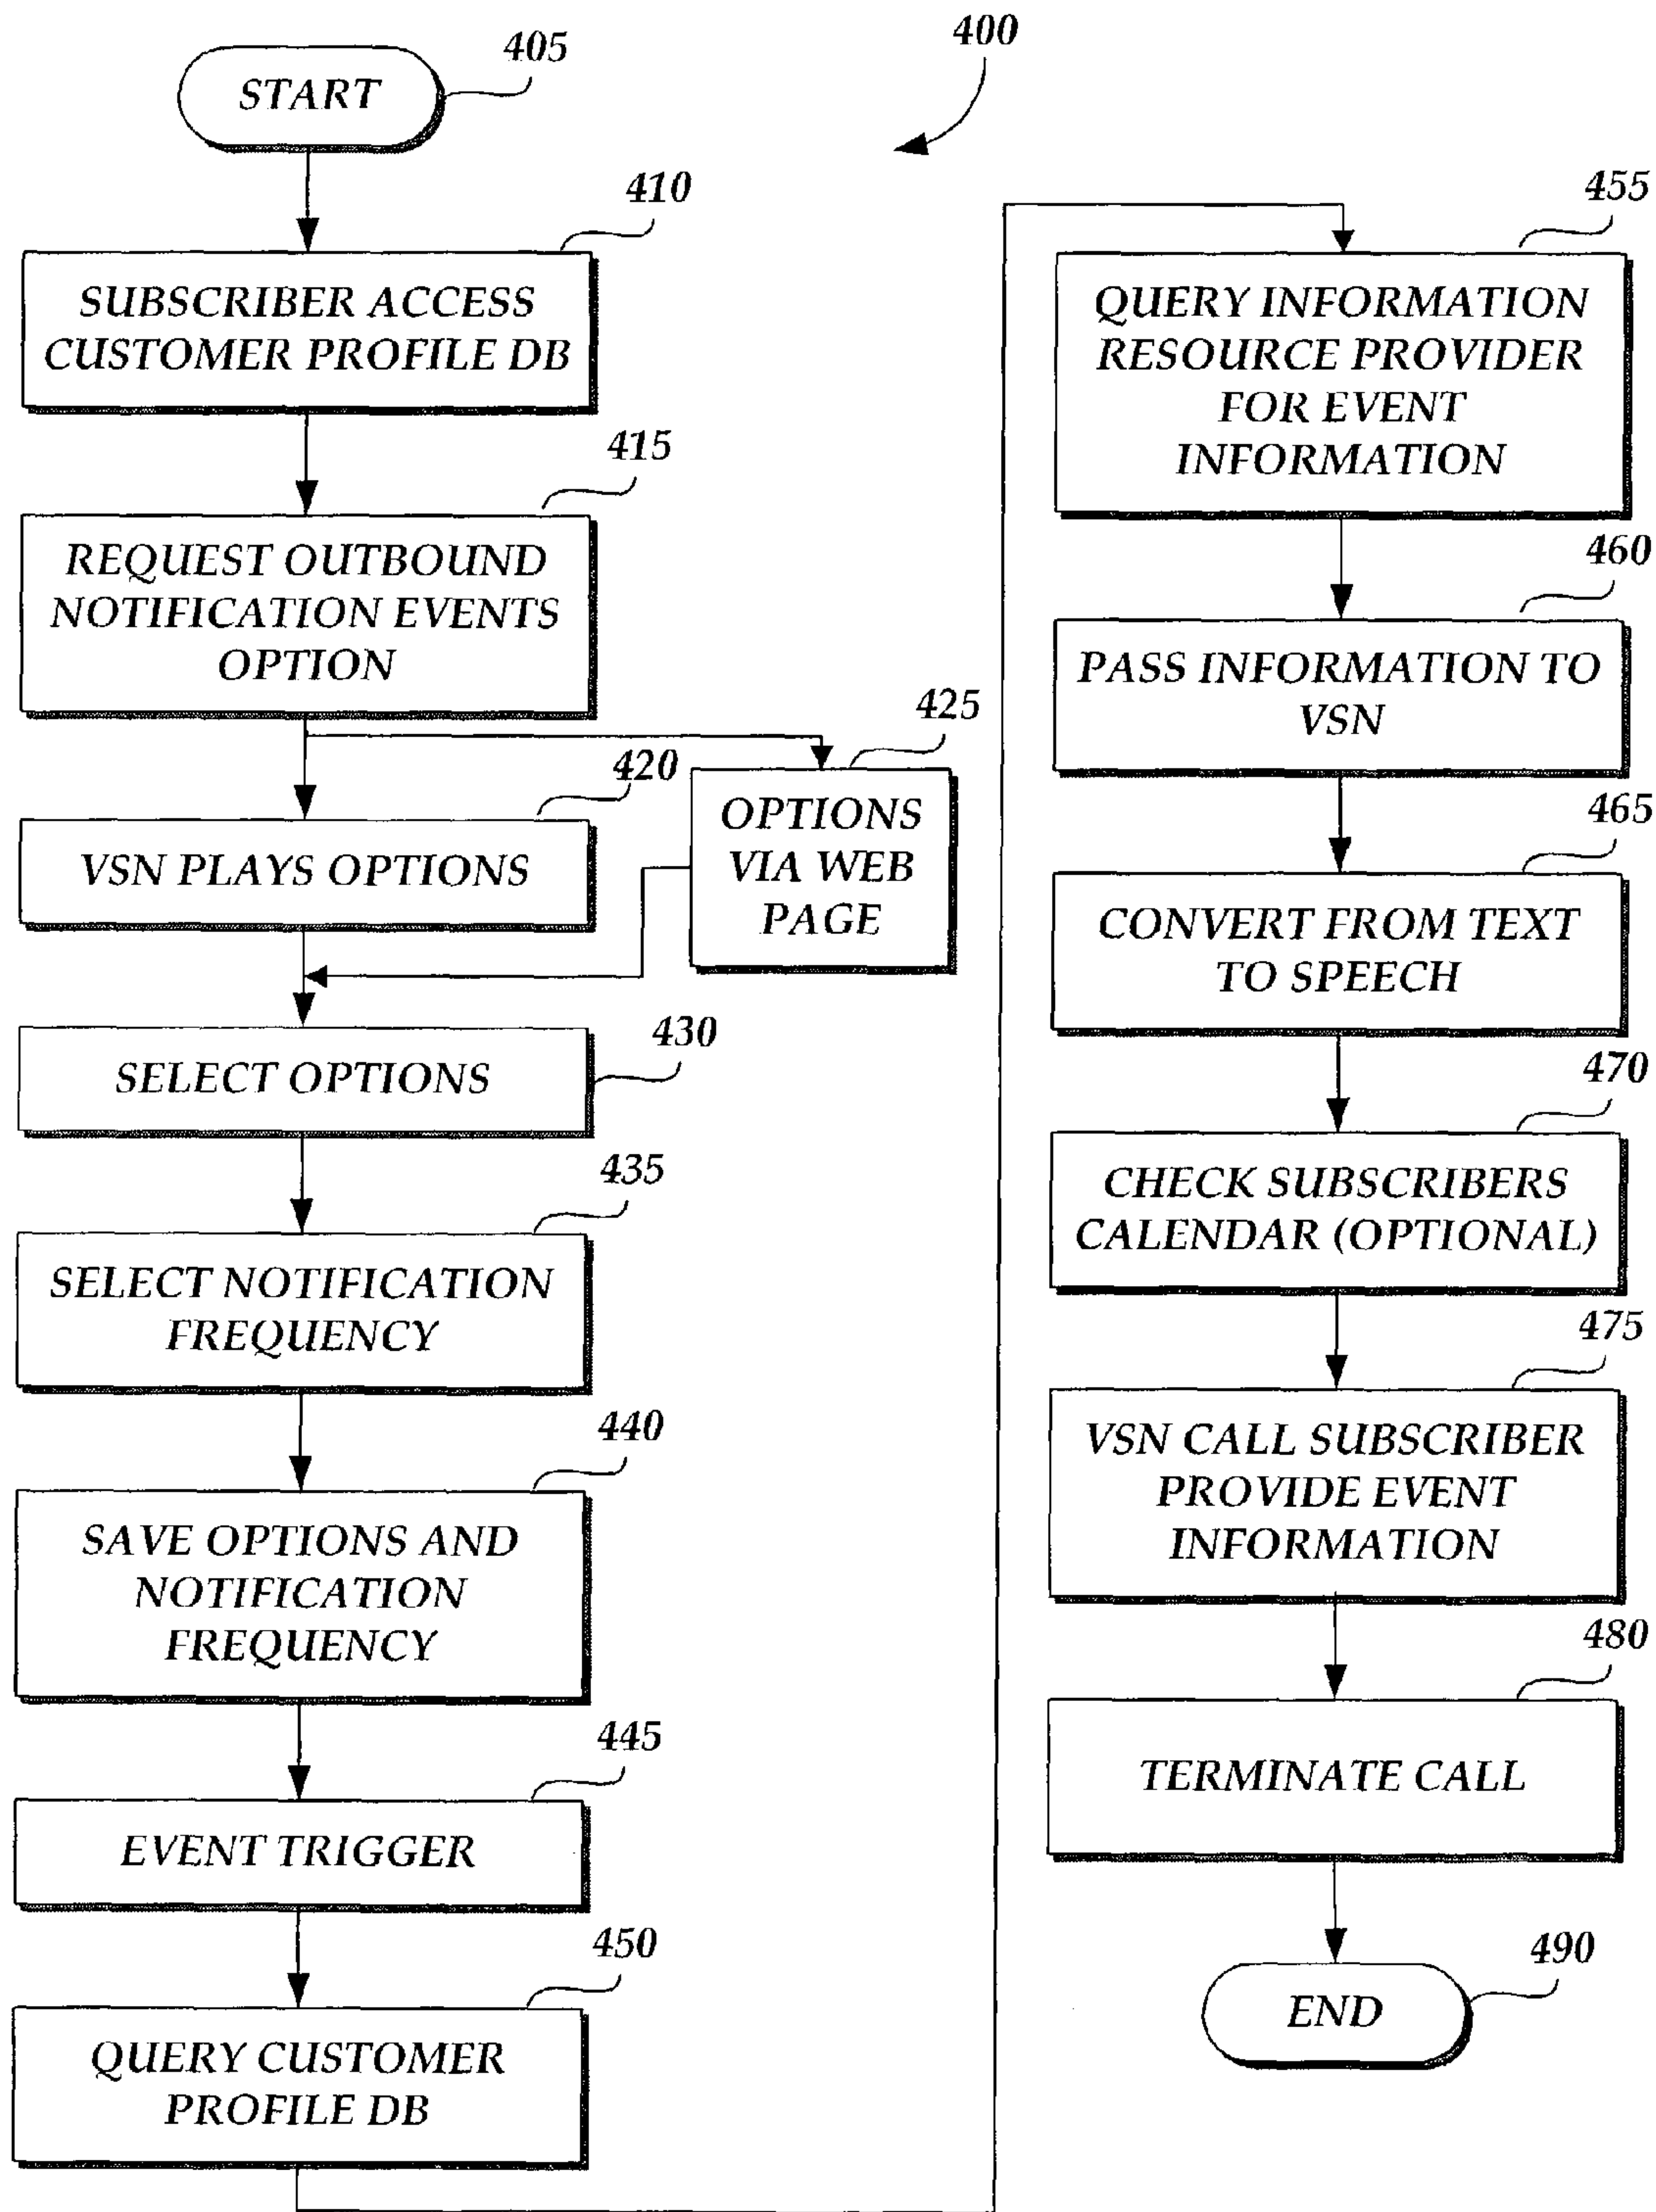 400
405
START
410
SUBSCRIBER ACCESS
CUSTOMER PROFILE DB
415
REQUEST OUTBOUND
NOTIFICATION EVENTS
OPTION
420
VSN PLAYS OPTIONS
425
OPTIONS
VIA WEB
PAGE
430
SELECT OPTIONS
435
SELECT NOTIFICATION
FREQUENCY
440
SAVE OPTIONS AND
NOTIFICATION
FREQUENCY
445
EVENT TRIGGER
450
QUERY CUSTOMER
PROFILE DB
455
QUERY INFORMATION
RESOURCE PROVIDER
FOR EVENT
INFORMATION
460
PASS INFORMATION TO
VSN
465
CONVERT FROM TEXT
TO SPEECH
470
CHECK SUBSCRIBERS
CALENDAR (OPTIONAL)
475
VSN CALL SUBSCRIBER
PROVIDE EVENT
INFORMATION
480
TERMINATE CALL
490
END